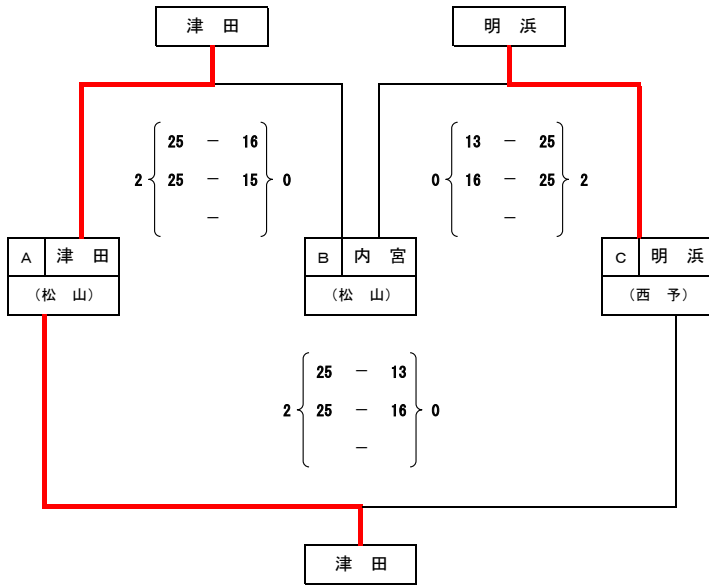 津 田 明 浜
25 － 16 13 － 25
2 25 － 15 0 0 16 － 25 2
－ －
A 津 田 B 内 宮 C 明 浜
（松 山） （松 山） （西 予）
25 － 13
2 25 － 16 0
－
津 田